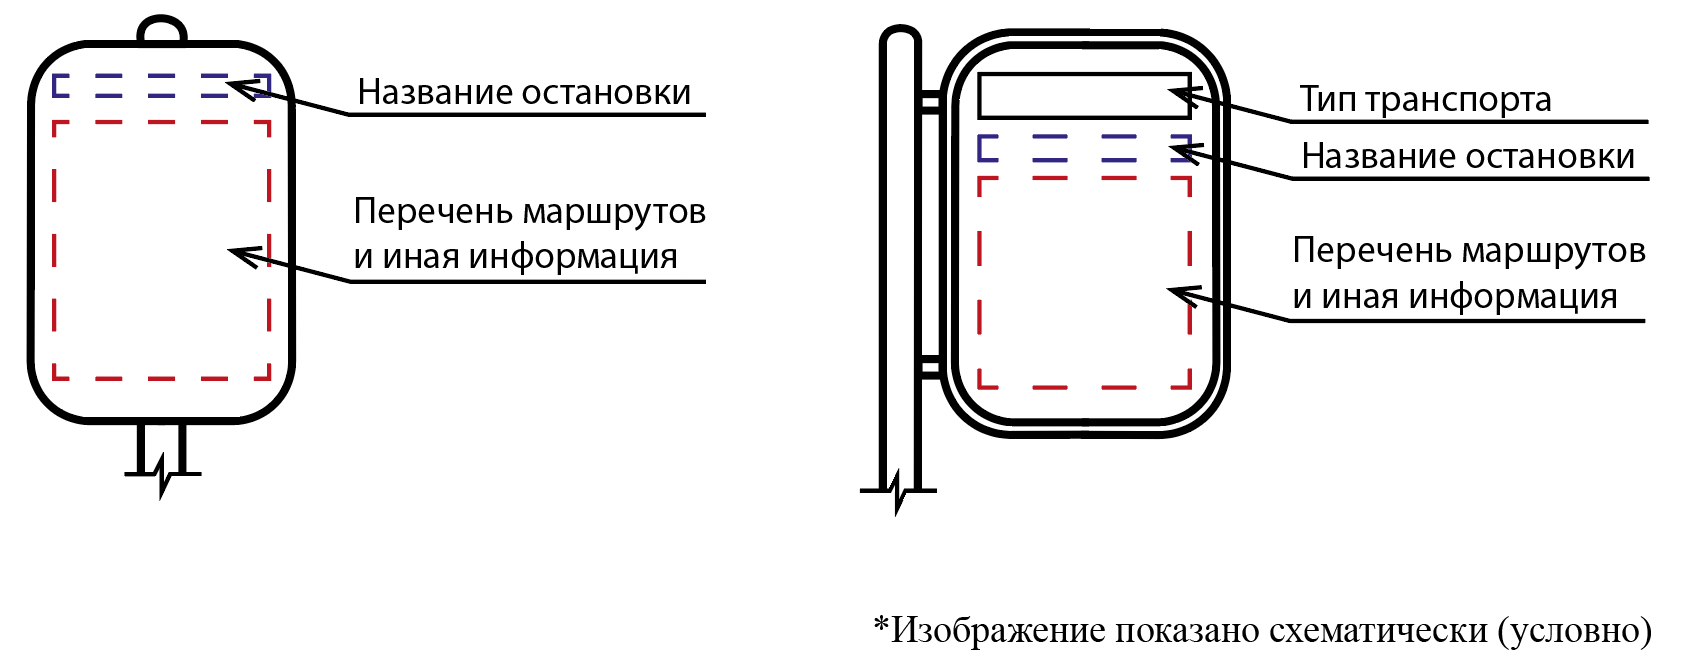 Название остановки
Перечень маршрутов
и иная информация
Тип транспорта
Название остановки
Перечень маршрутов
и иная информация
*Изображение показано схематически (условно)